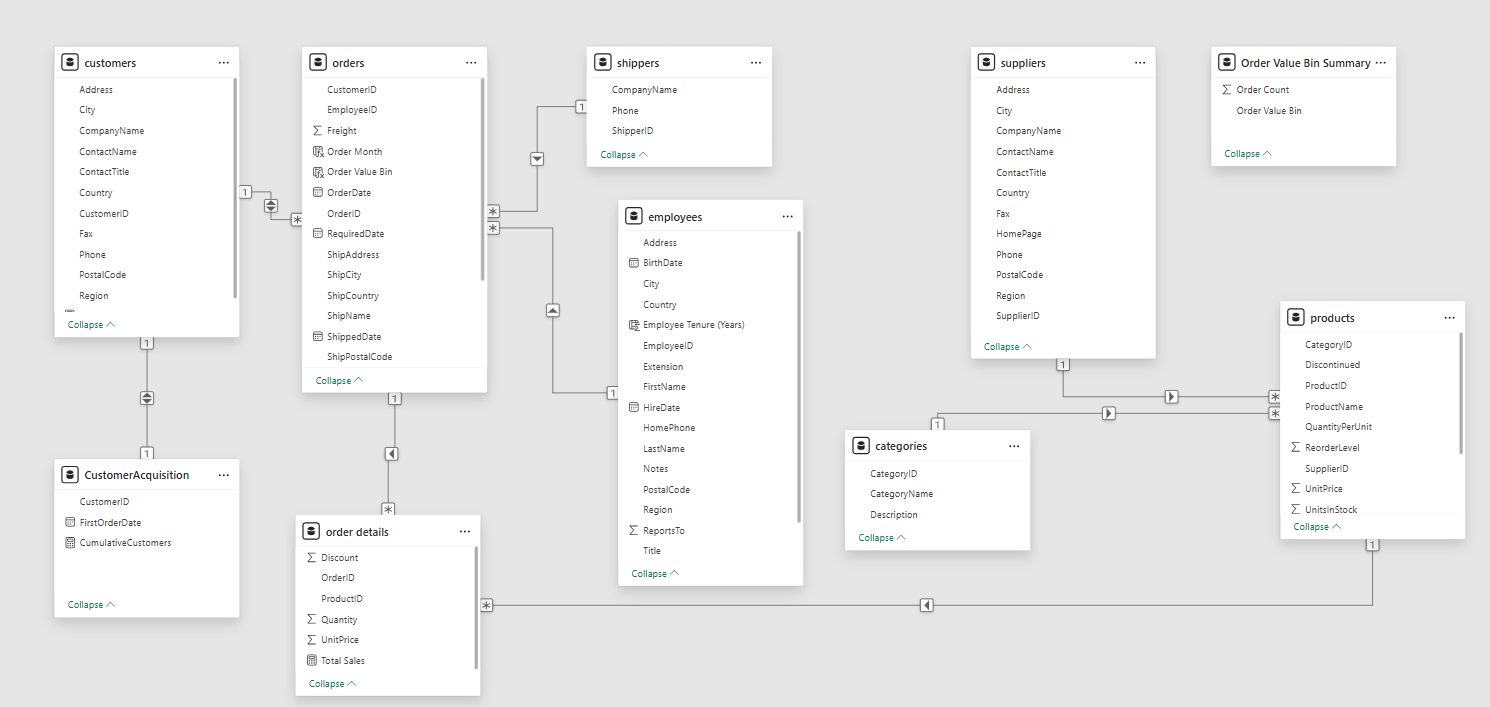 customers
Address
City
CompanyName
ContactName
ContactTitle
Country
CustomerID
Fax
Phone
PostalCode
Region
Collapse
orders
CustomerID
EmployeeID
Freight
Order Month
Order Value Bin
OrderDate
OrderID
RequiredDate
ShipAddress
ShipCity
ShipCountry
ShipName
ShippedDate
ShipPostalCode
Collapse
shippers
CompanyName
Phone
ShipperID
Collapse
employees
Address
BirthDate
City
Country
Employee Tenure (Years)
EmployeeID
Extension
FirstName
HireDate
HomePhone
LastName
Notes
PostalCode
Region
ReportsTo
Title
Collapse
suppliers
Address
City
CompanyName
ContactName
ContactTitle
Country
Fax
HomePage
Phone
PostalCode
Region
SupplierID
Collapse
Order Value Bin Summary
Order Count
Order Value Bin
Collapse
products
CategoryID
Discontinued
ProductID
ProductName
QuantityPerUnit
ReorderLevel
SupplierID
UnitPrice
UnitsInStock
Collapse
categories
CategoryID
CategoryName
Description
Collapse
CustomerAcquisition
CustomerID
FirstOrderDate
CumulativeCustomers
Collapse
order details
Discount
OrderID
ProductID
Quantity
UnitPrice
Total Sales
Collapse
1
*
1
*
*
1
1
1
1
*
1
*
1
*
*
1